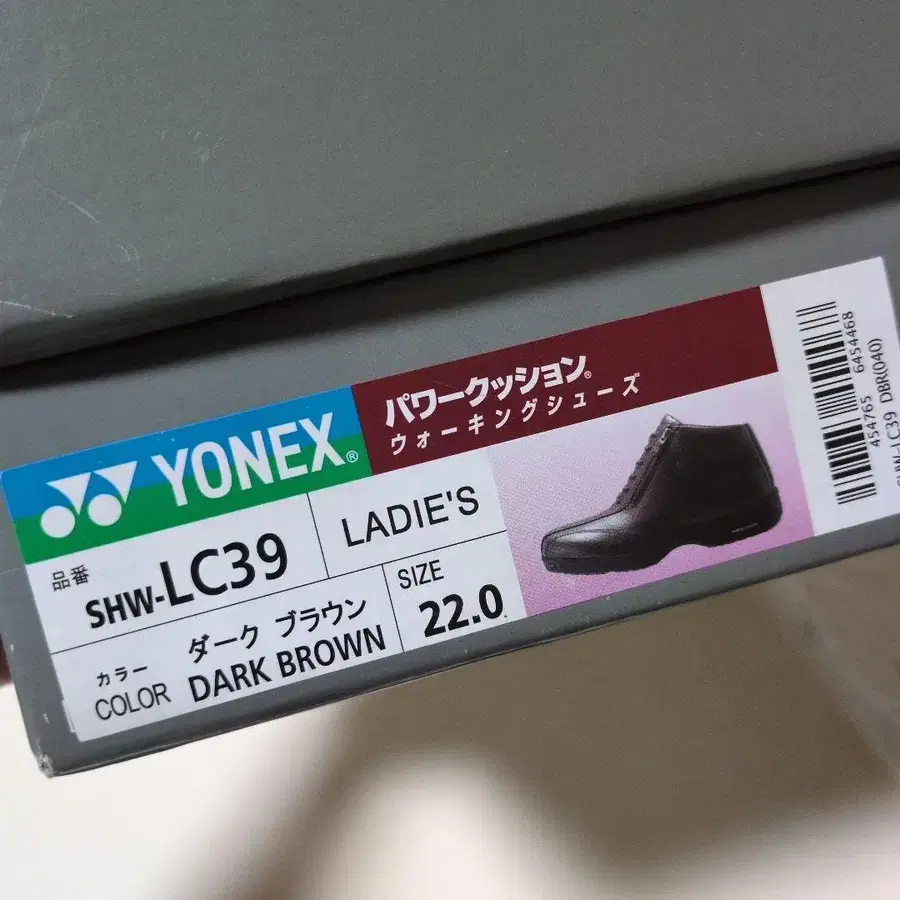 YONEX®
パワークッション®
ウォーキングシューズ
品番 SHW-LC39
LADIE'S
カラー ダーク ブラウン
COLOR DARK BROWN
SIZE
22.0
454765 6454468
SHW-LC39 DBR(040)